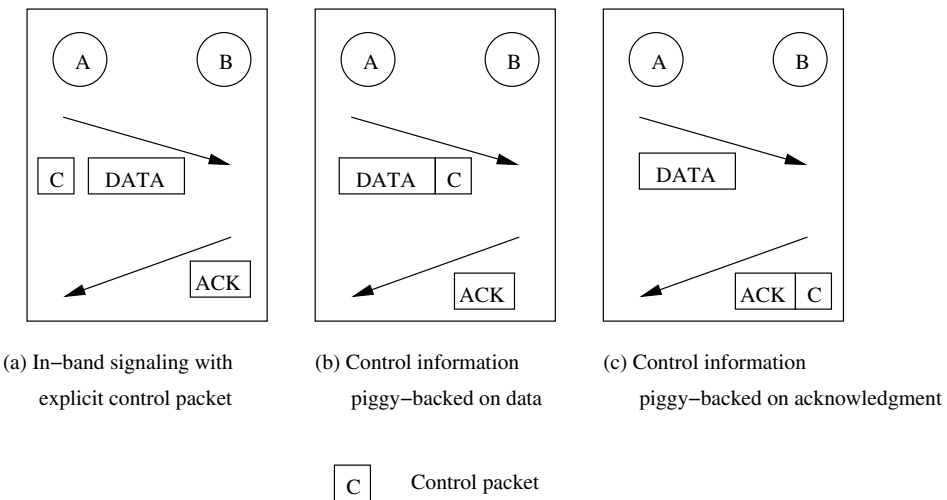 A B
C DATA
ACK
A B
DATA C
ACK
A B
DATA
ACK C
(a) In−band signaling with
explicit control packet
(b) Control information
piggy−backed on data
(c) Control information
piggy−backed on acknowledgment
C Control packet